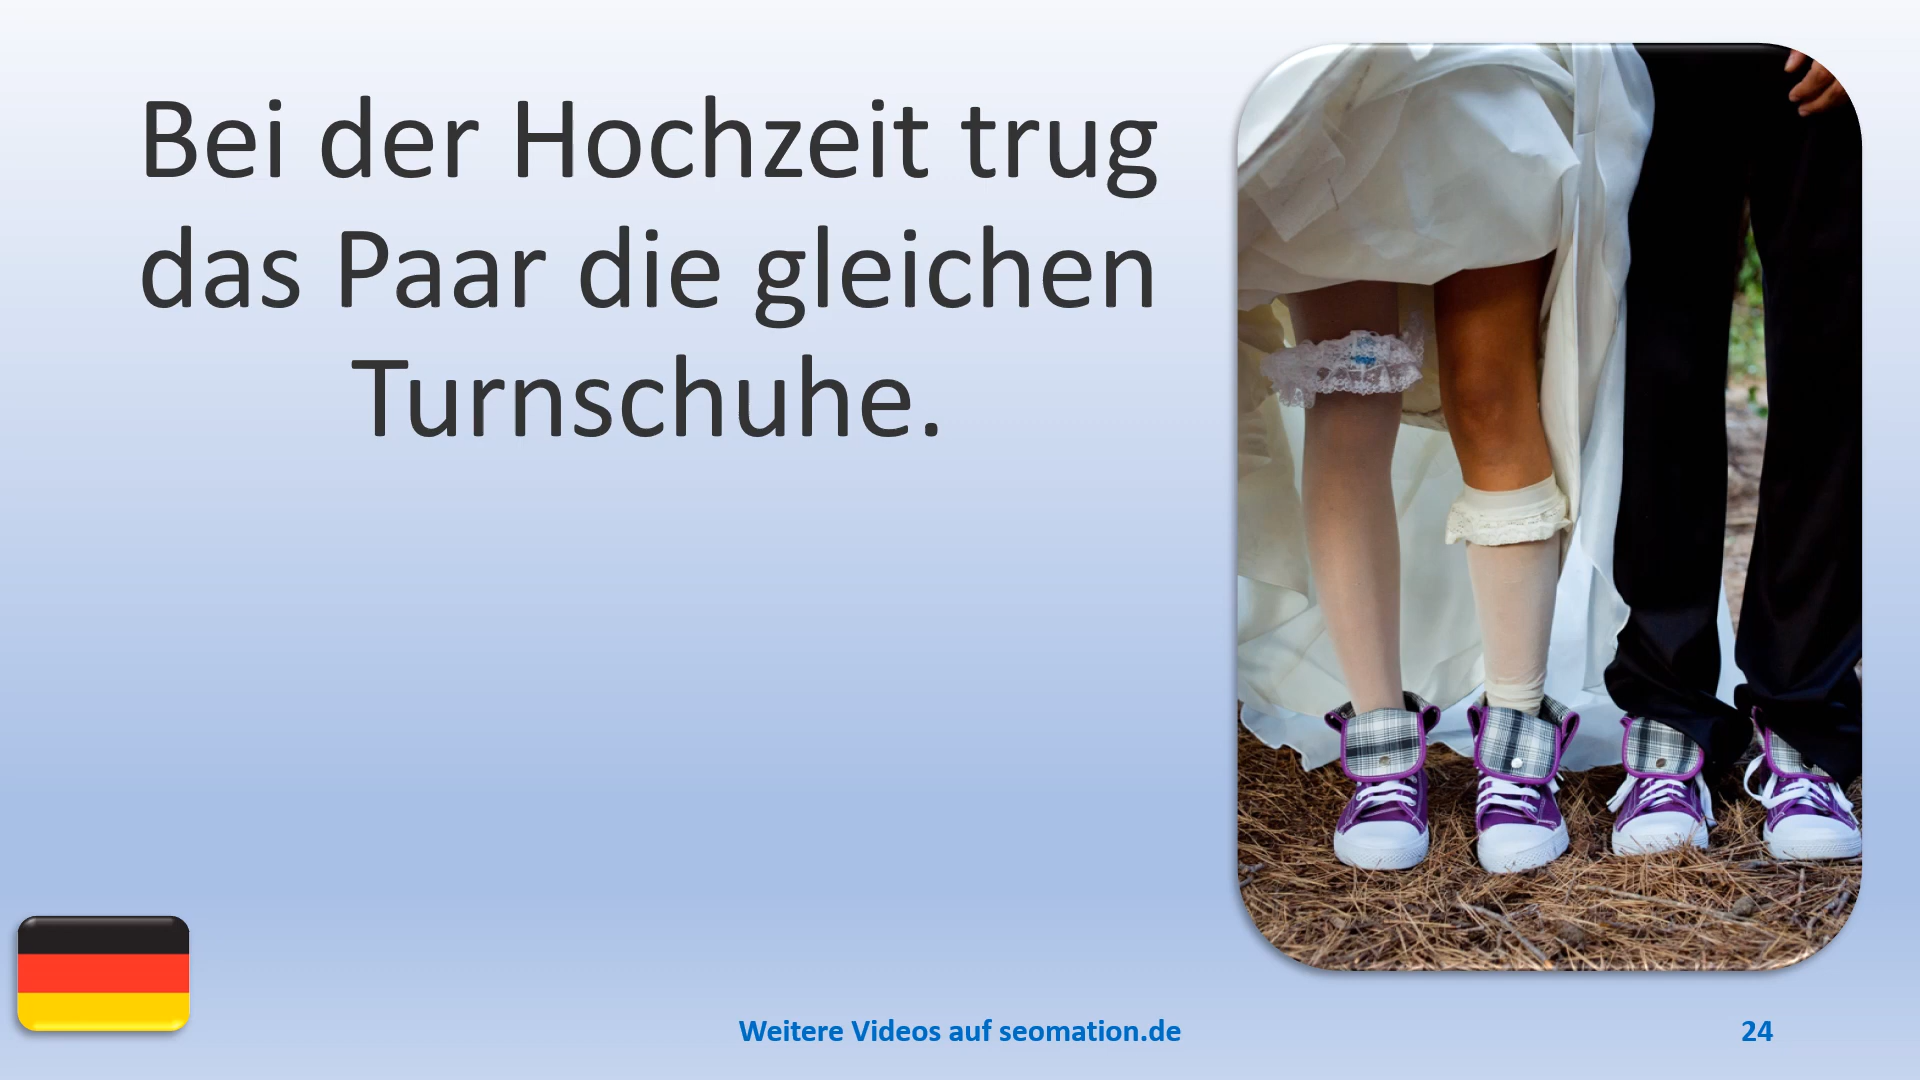 Bei der Hochzeit trug
das Paar die gleichen
Turnschuhe.
Weitere Videos auf seomation.de
24